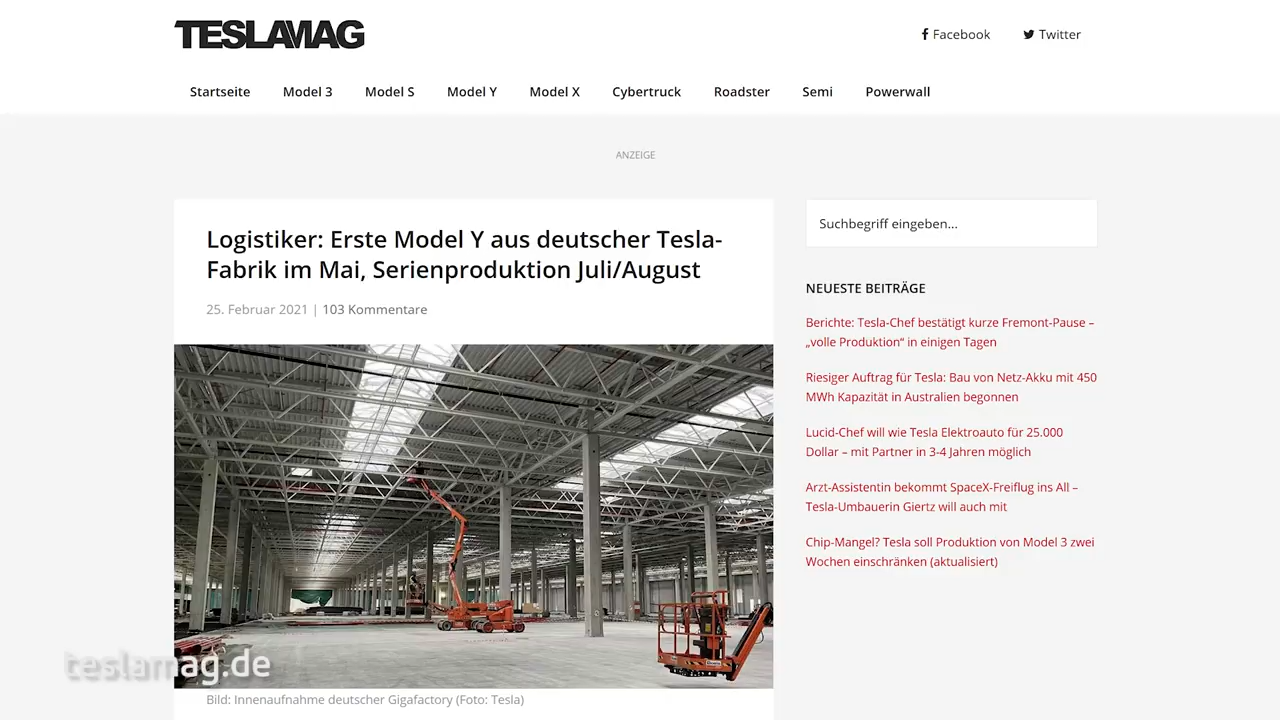 TESLAMAG
Facebook
Twitter
Startseite
Model 3
Model S
Model Y
Model X
Cybertruck
Roadster
Semi
Powerwall
ANZEIGE
Logistiker: Erste Model Y aus deutscher Tesla-
Fabrik im Mai, Serienproduktion Juli/August
25. Februar 2021 | 103 Kommentare
Bild: Innenaufnahme deutscher Gigafactory (Foto: Tesla)
Suchbegriff eingeben...
NEUESTE BEITRÄGE
Berichte: Tesla-Chef bestätigt kurze Fremont-Pause –
„volle Produktion“ in einigen Tagen
Riesiger Auftrag für Tesla: Bau von Netz-Akku mit 450
MWh Kapazität in Australien begonnen
Lucid-Chef will wie Tesla Elektroauto für 25.000
Dollar – mit Partner in 3-4 Jahren möglich
Arzt-Assistentin bekommt SpaceX-Freiflug ins All –
Tesla-Umbauerin Giertz will auch mit
Chip-Mangel? Tesla soll Produktion von Model 3 zwei
Wochen einschränken (aktualisiert)
teslamag.de